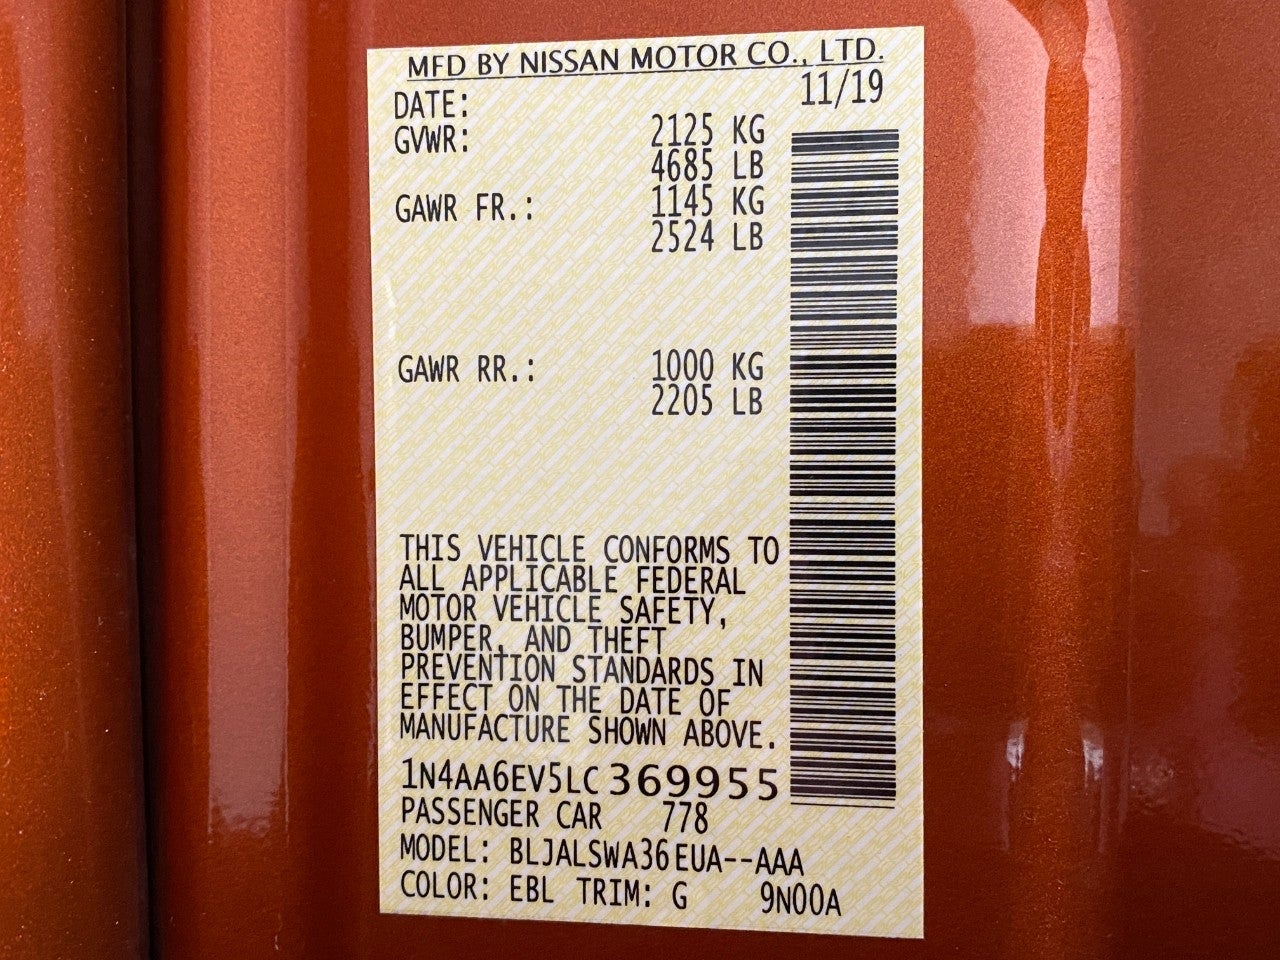 MFD BY NISSAN MOTOR CO., LTD.
DATE: 11/19
GVWR: 2125 KG
4685 LB
GAWR FR.: 1145 KG
2524 LB
GAWR RR.: 1000 KG
2205 LB
THIS VEHICLE CONFORMS TO
ALL APPLICABLE FEDERAL
MOTOR VEHICLE SAFETY,
BUMPER, AND THEFT
PREVENTION STANDARDS IN
EFFECT ON THE DATE OF
MANUFACTURE SHOWN ABOVE.
1N4AA6EV5LC369955
PASSENGER CAR 778
MODEL: BLJALSWA36EUA--AAA
COLOR: EBL TRIM: G 9N00A